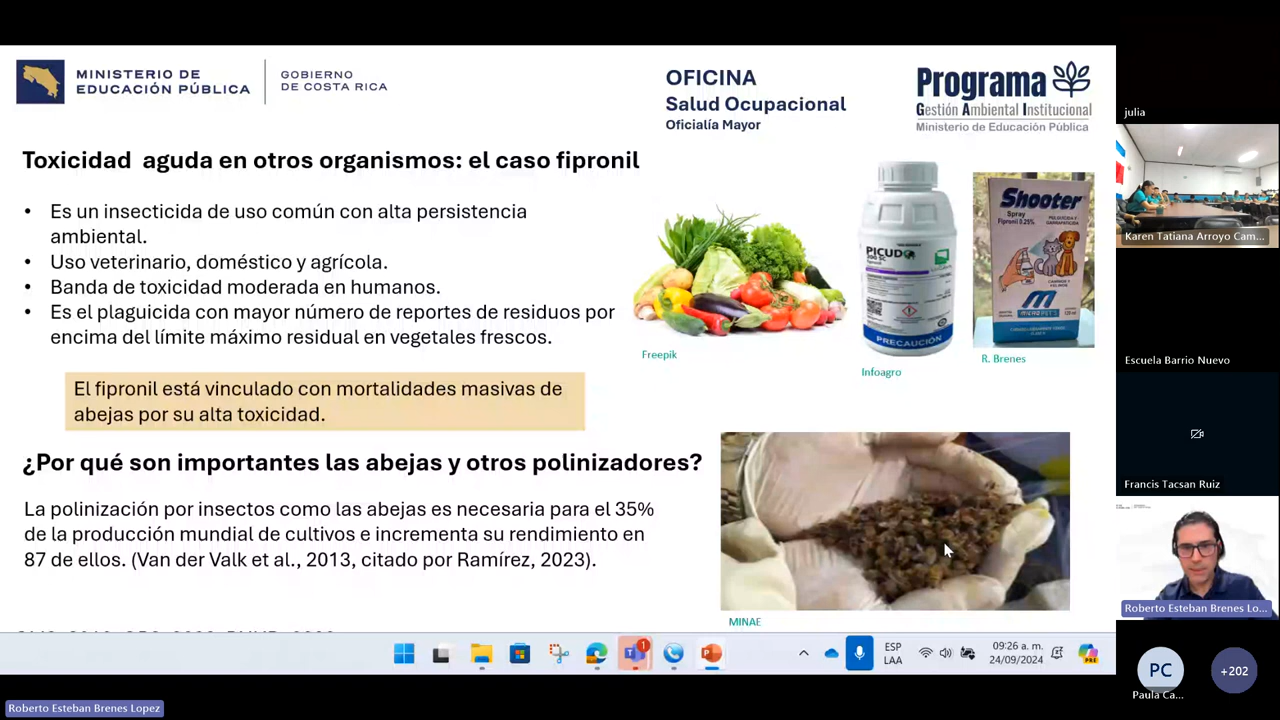 MINISTERIO DE
EDUCACIÓN PÚBLICA
GOBIERNO
DE COSTA RICA
OFICINA
Salud Ocupacional
Oficialía Mayor
Programa
Gestión Ambiental Institucional
Ministerio de Educación Pública
Toxicidad aguda en otros organismos: el caso fipronil
• Es un insecticida de uso común con alta persistencia
ambiental.
• Uso veterinario, doméstico y agrícola.
• Banda de toxicidad moderada en humanos.
• Es el plaguicida con mayor número de reportes de residuos por
encima del límite máximo residual en vegetales frescos.
Freepik
PICUDO
PRECAUCIÓN
Infoagro
Shooter
Spray
Fipronil 0.25%
MICROPETS
R. Brenes
El fipronil está vinculado con mortalidades masivas de
abejas por su alta toxicidad.
¿Por qué son importantes las abejas y otros polinizadores?
La polinización por insectos como las abejas es necesaria para el 35%
de la producción mundial de cultivos e incrementa su rendimiento en
87 de ellos. (Van der Valk et al., 2013, citado por Ramírez, 2023).
MINAE
ESP
LAA
09:26 a. m.
24/09/2024
PRE
1
julia
Karen Tatiana Arroyo Cam...
Escuela Barrio Nuevo
Francis Tacsan Ruiz
Roberto Esteban Brenes Lo...
PC
Paula Ca...
+202
Roberto Esteban Brenes Lopez